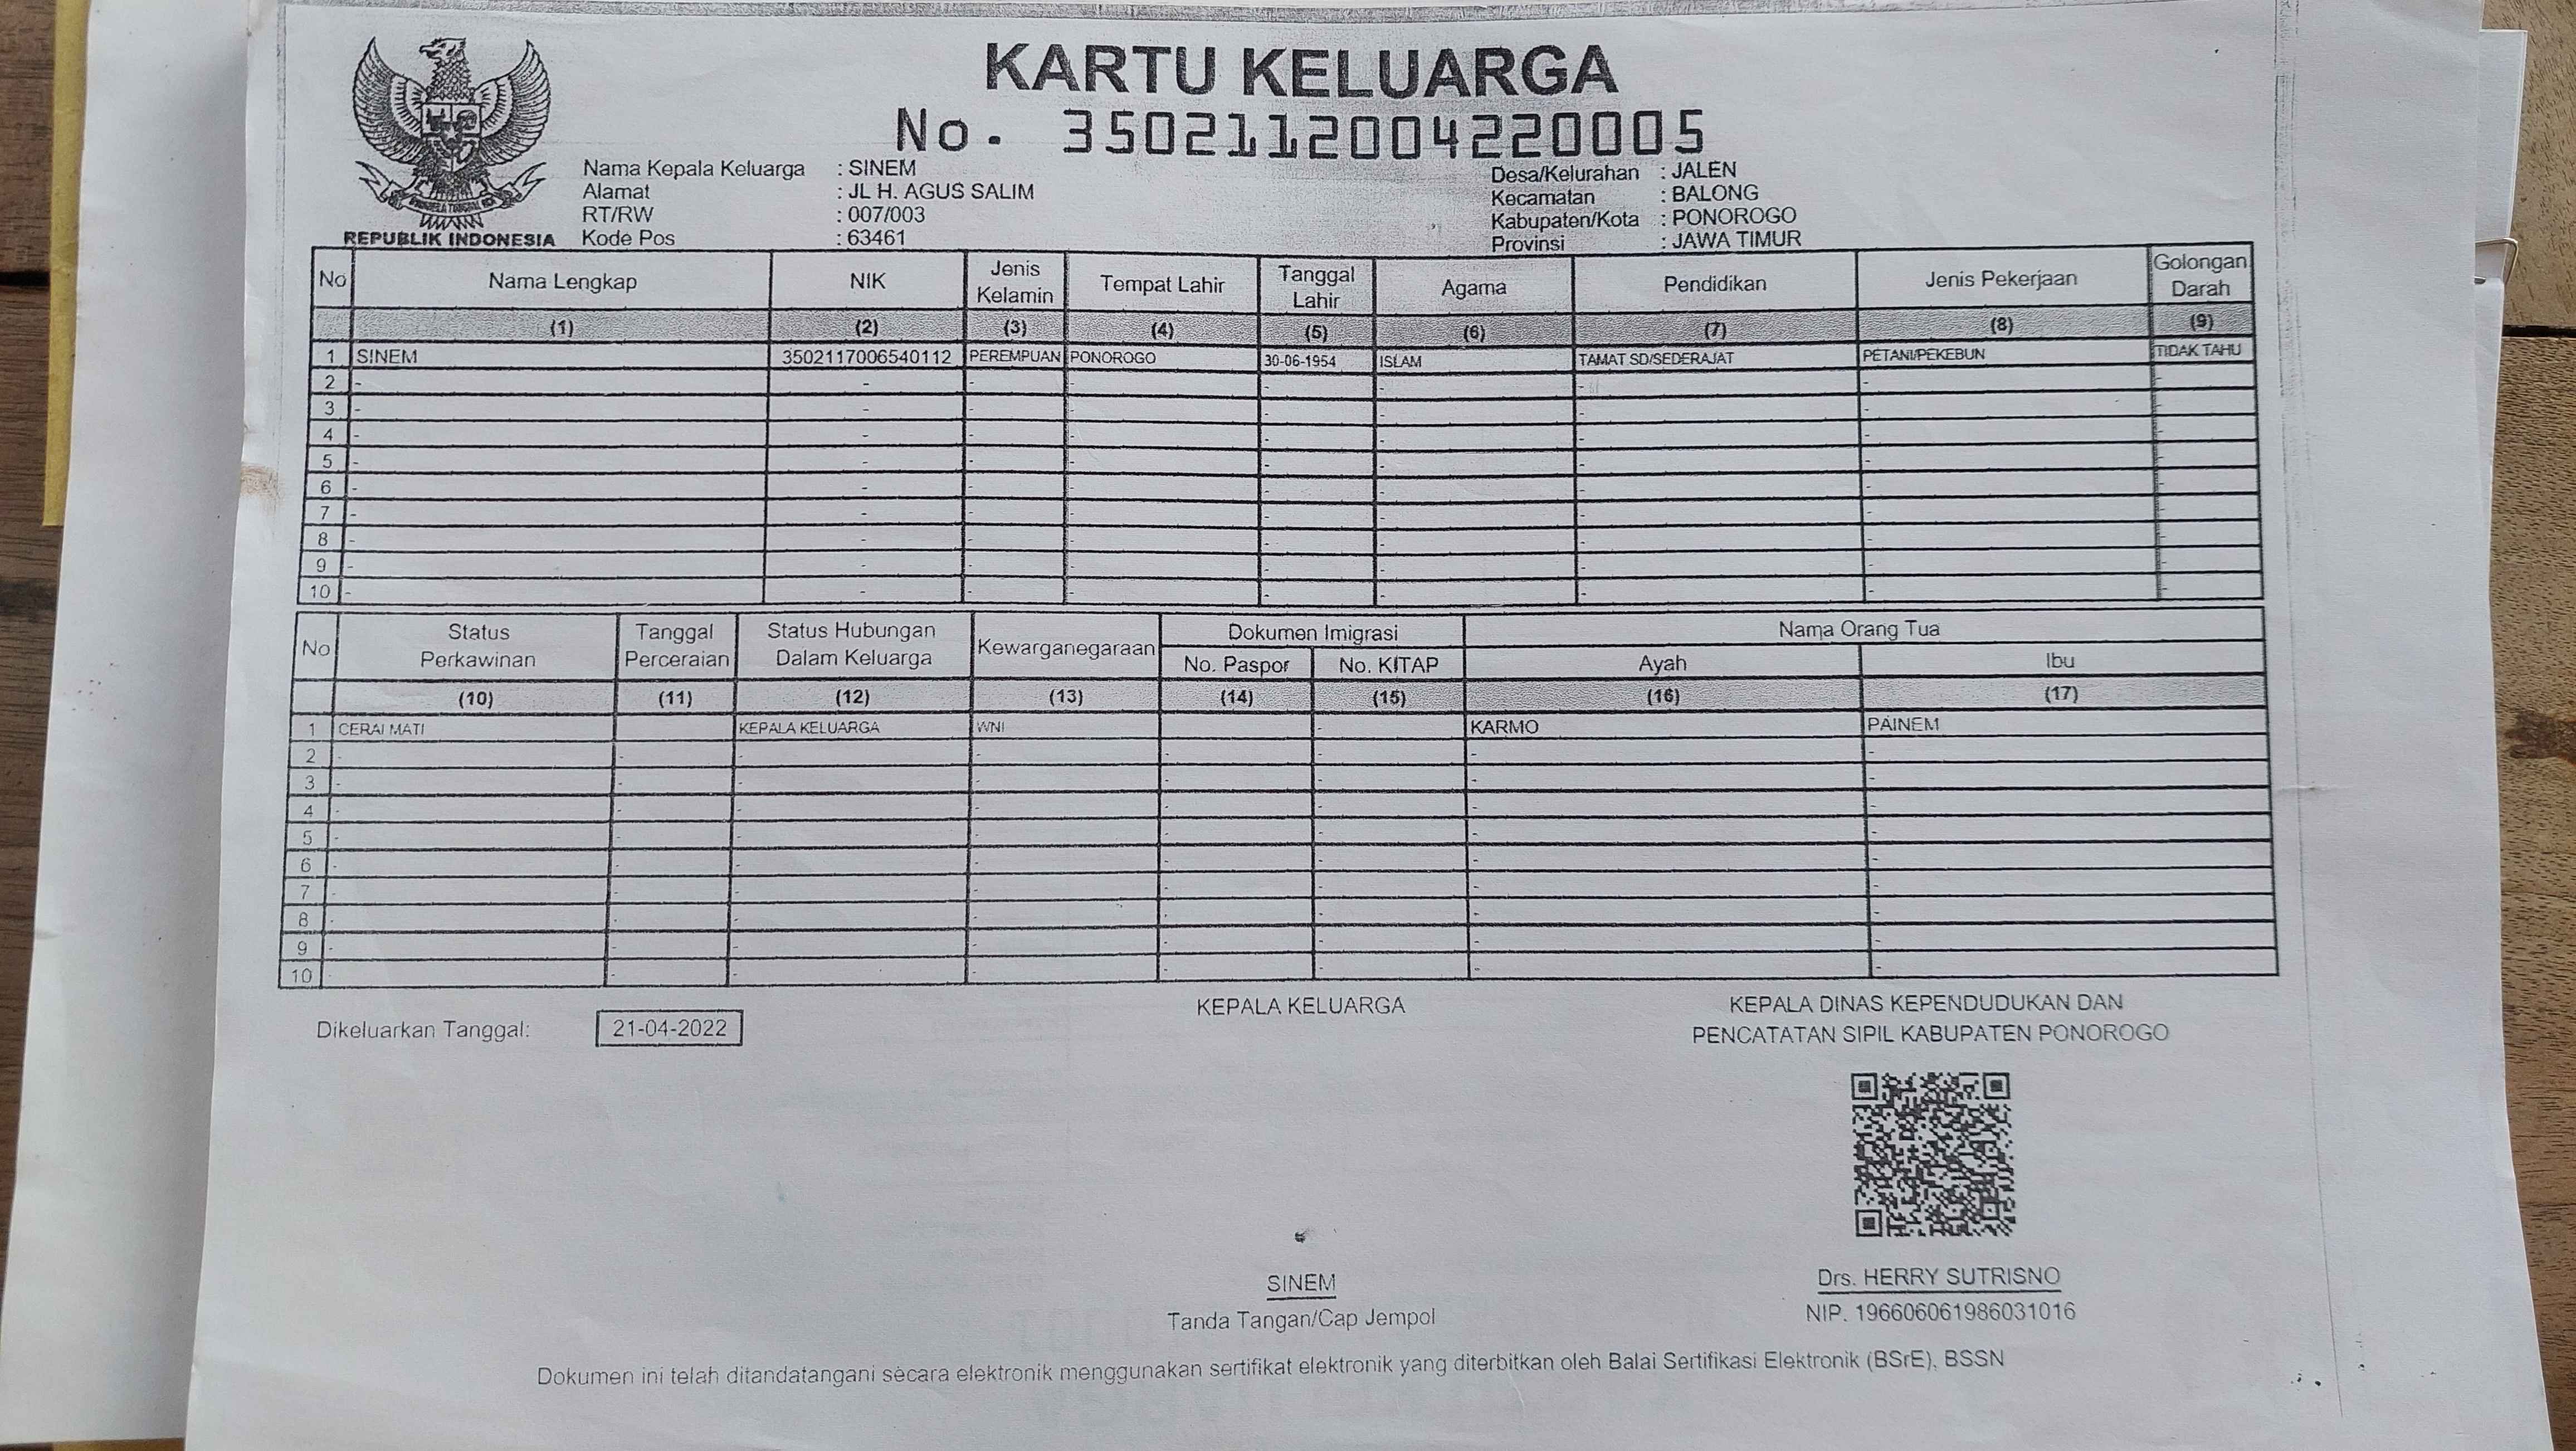 KARTU KELUARGA
No. 3502112004220005
Nama Kepala Keluarga : SINEM
Alamat : JL H. AGUS SALIM
RT/RW : 007/003
Kode Pos : 63461
Desa/Kelurahan : JALEN
Kecamatan : BALONG
Kabupaten/Kota : PONOROGO
Provinsi : JAWA TIMUR
REPUBLIK INDONESIA
No Nama Lengkap NIK Jenis Kelamin Tempat Lahir Tanggal Lahir Agama Pendidikan Jenis Pekerjaan Golongan Darah
(1) (2) (3) (4) (5) (6) (7) (8) (9)
1 SINEM 3502117006540112 PEREMPUAN PONOROGO 30-06-1954 ISLAM TAMAT SD/SEDERAJAT PETANI/PEKEBUN TIDAK TAHU
2 - - - - - - - - -
3 - - - - - - - - -
4 - - - - - - - - -
5 - - - - - - - - -
6 - - - - - - - - -
7 - - - - - - - - -
8 - - - - - - - - -
9 - - - - - - - - -
10 - - - - - - - - -
No Status Perkawinan Tanggal Perceraian Status Hubungan Dalam Keluarga Kewarganegaraan Dokumen Imigrasi Nama Orang Tua
No. Paspor No. KITAP Ayah Ibu
(10) (11) (12) (13) (14) (15) (16) (17)
1 CERAI MATI KEPALA KELUARGA WNI - KARMO PAINEM
2 - - - - - - - -
3 - - - - - - - -
4 - - - - - - - -
5 - - - - - - - -
6 - - - - - - - -
7 - - - - - - - -
8 - - - - - - - -
9 - - - - - - - -
10 - - - - - - - -
Dikeluarkan Tanggal: 21-04-2022
KEPALA KELUARGA
SINEM
Tanda Tangan/Cap Jempol
KEPALA DINAS KEPENDUDUKAN DAN
PENCATATAN SIPIL KABUPATEN PONOROGO
Drs. HERRY SUTRISNO
NIP. 196606061986031016
Dokumen ini telah ditandatangani secara elektronik menggunakan sertifikat elektronik yang diterbitkan oleh Balai Sertifikasi Elektronik (BSrE), BSSN